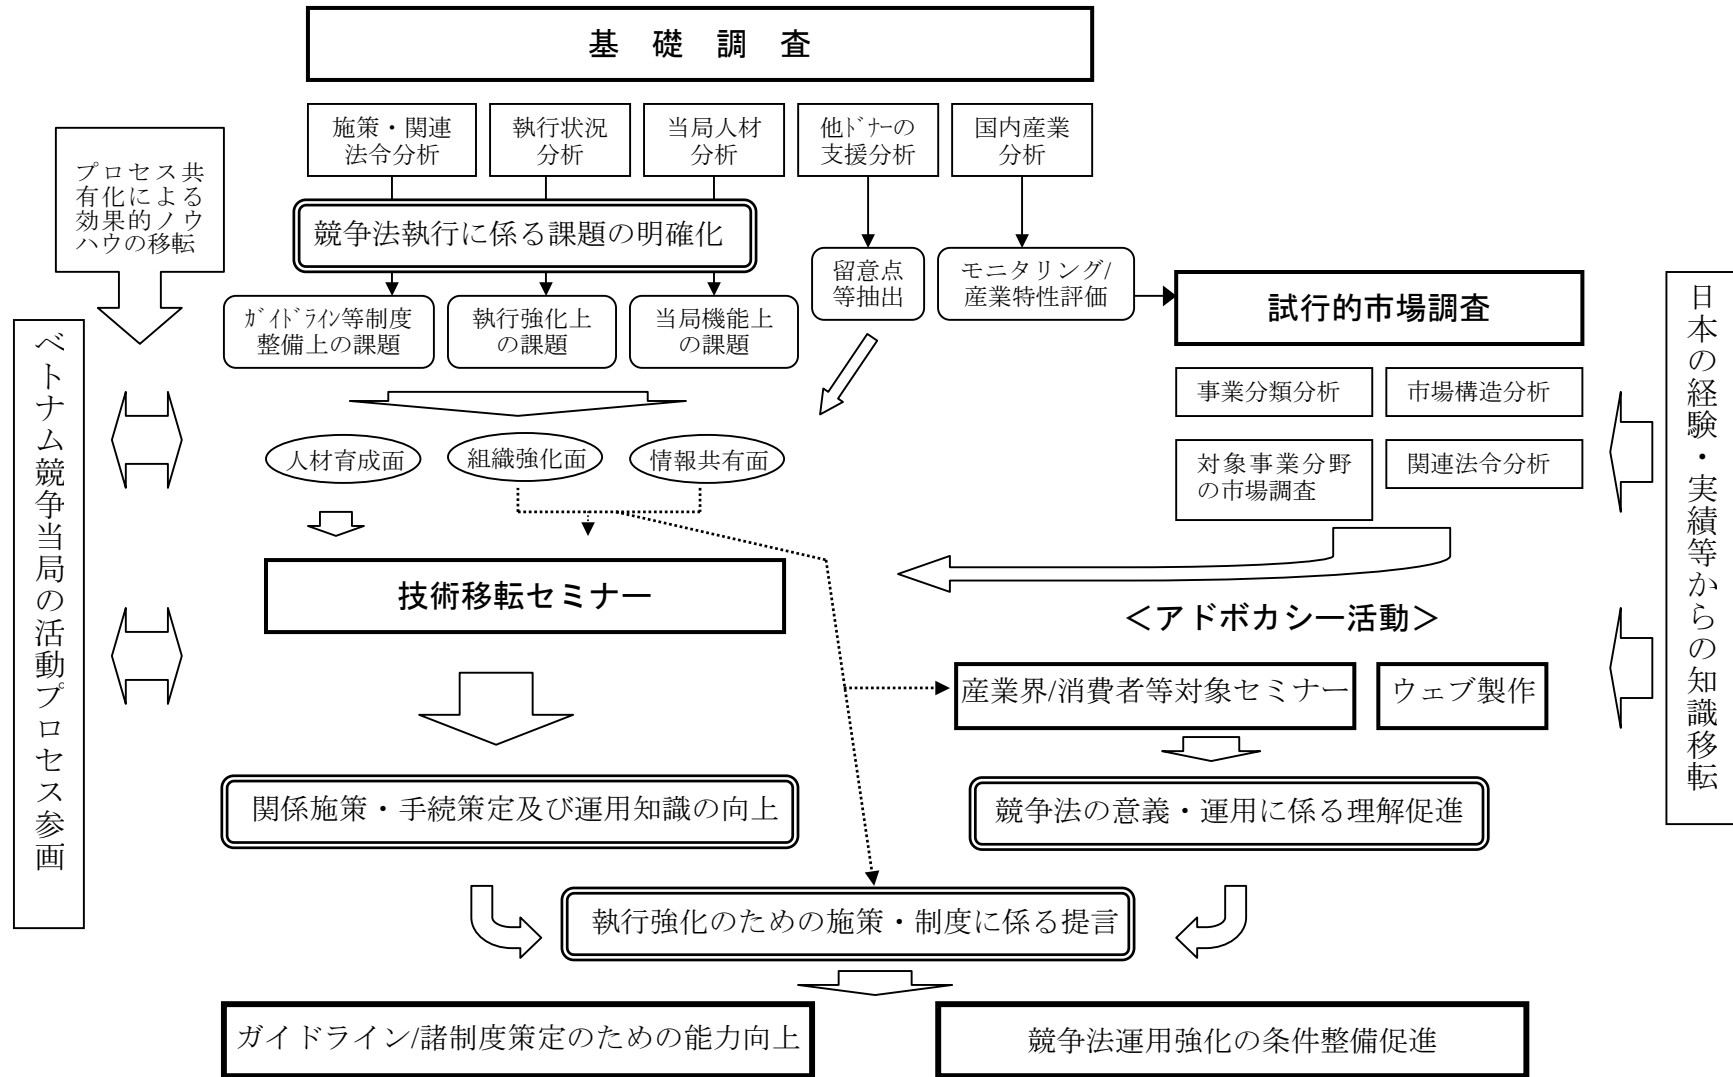 基 礎 調 査
施策・関連
法令分析
執行状況
分析
当局人材
分析
他ﾄﾞﾅｰの
支援分析
国内産業
分析
プロセス共
有化による
効果的ノウ
ハウの移転
競争法執行に係る課題の明確化
留意点
等抽出
モニタリング/
産業特性評価
試行的市場調査
ｶﾞｲﾄﾞﾗｲﾝ等制度
整備上の課題
執行強化上
の課題
当局機能上
の課題
ベトナム競争当局の活動プロセス参画
日本の経験・実績等からの知識移転
事業分類分析
市場構造分析
対象事業分野
の市場調査
関連法令分析
人材育成面
組織強化面
情報共有面
技術移転セミナー
＜アドボカシー活動＞
産業界/消費者等対象セミナー
ウェブ製作
関係施策・手続策定及び運用知識の向上
競争法の意義・運用に係る理解促進
執行強化のための施策・制度に係る提言
ガイドライン/諸制度策定のための能力向上
競争法運用強化の条件整備促進